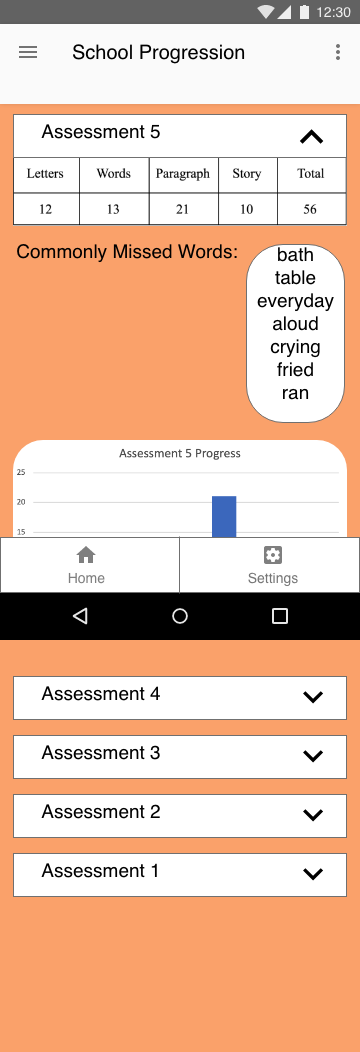 12:30
School Progression
Assessment 5
Letters Words Paragraph Story Total
12 13 21 10 56
Commonly Missed Words:
bath
table
everyday
aloud
crying
fried
ran
Assessment 5 Progress
25
20
15
Home Settings
Assessment 4
Assessment 3
Assessment 2
Assessment 1